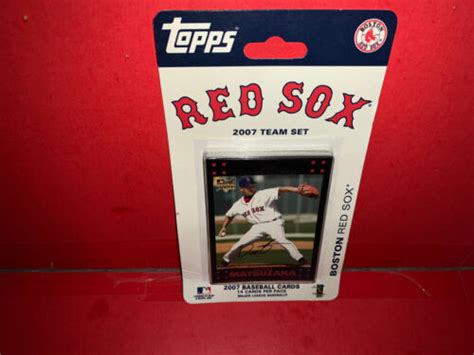 Topps
BOSTON RED SOX
RED SOX®
2007 TEAM SET
MATSUZAKA
BOSTON RED SOX®
2007 BASEBALL CARDS
14 CARDS PER PACK
MAJOR LEAGUE BASEBALL®